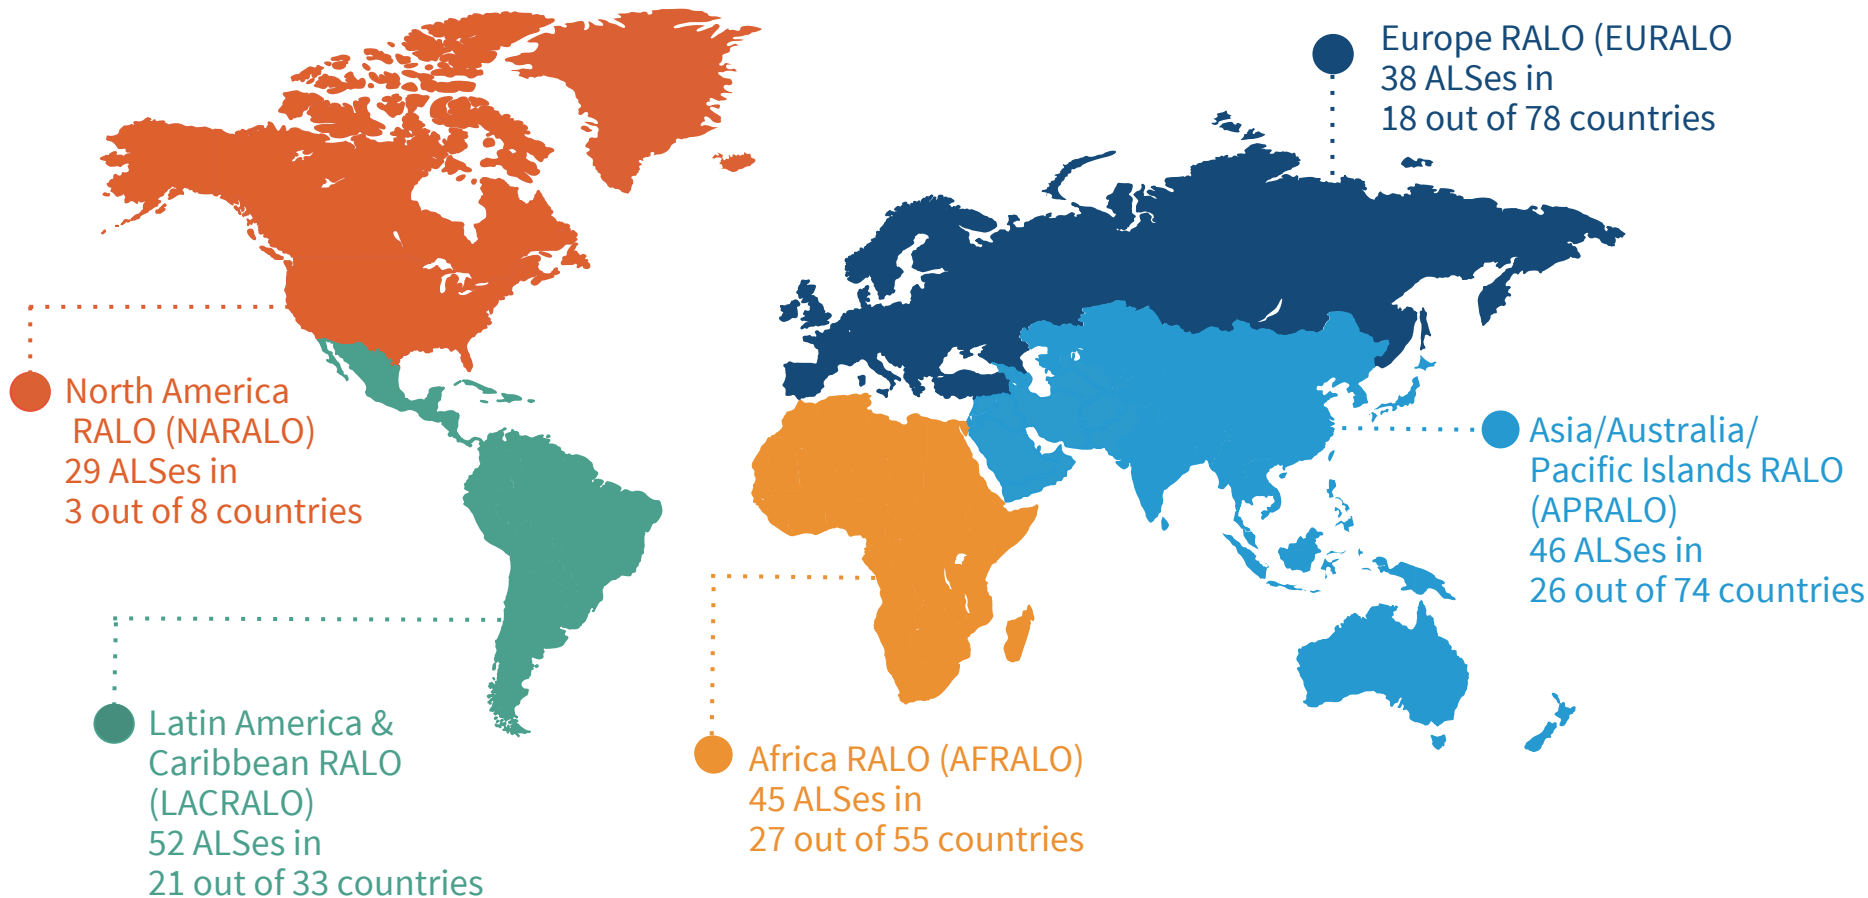 Europe RALO (EURALO
38 ALSes in
18 out of 78 countries
North America
RALO (NARALO)
29 ALSes in
3 out of 8 countries
Asia/Australia/
Pacific Islands RALO
(APRALO)
46 ALSes in
26 out of 74 countries
Latin America &
Caribbean RALO
(LACRALO)
52 ALSes in
21 out of 33 countries
Africa RALO (AFRALO)
45 ALSes in
27 out of 55 countries